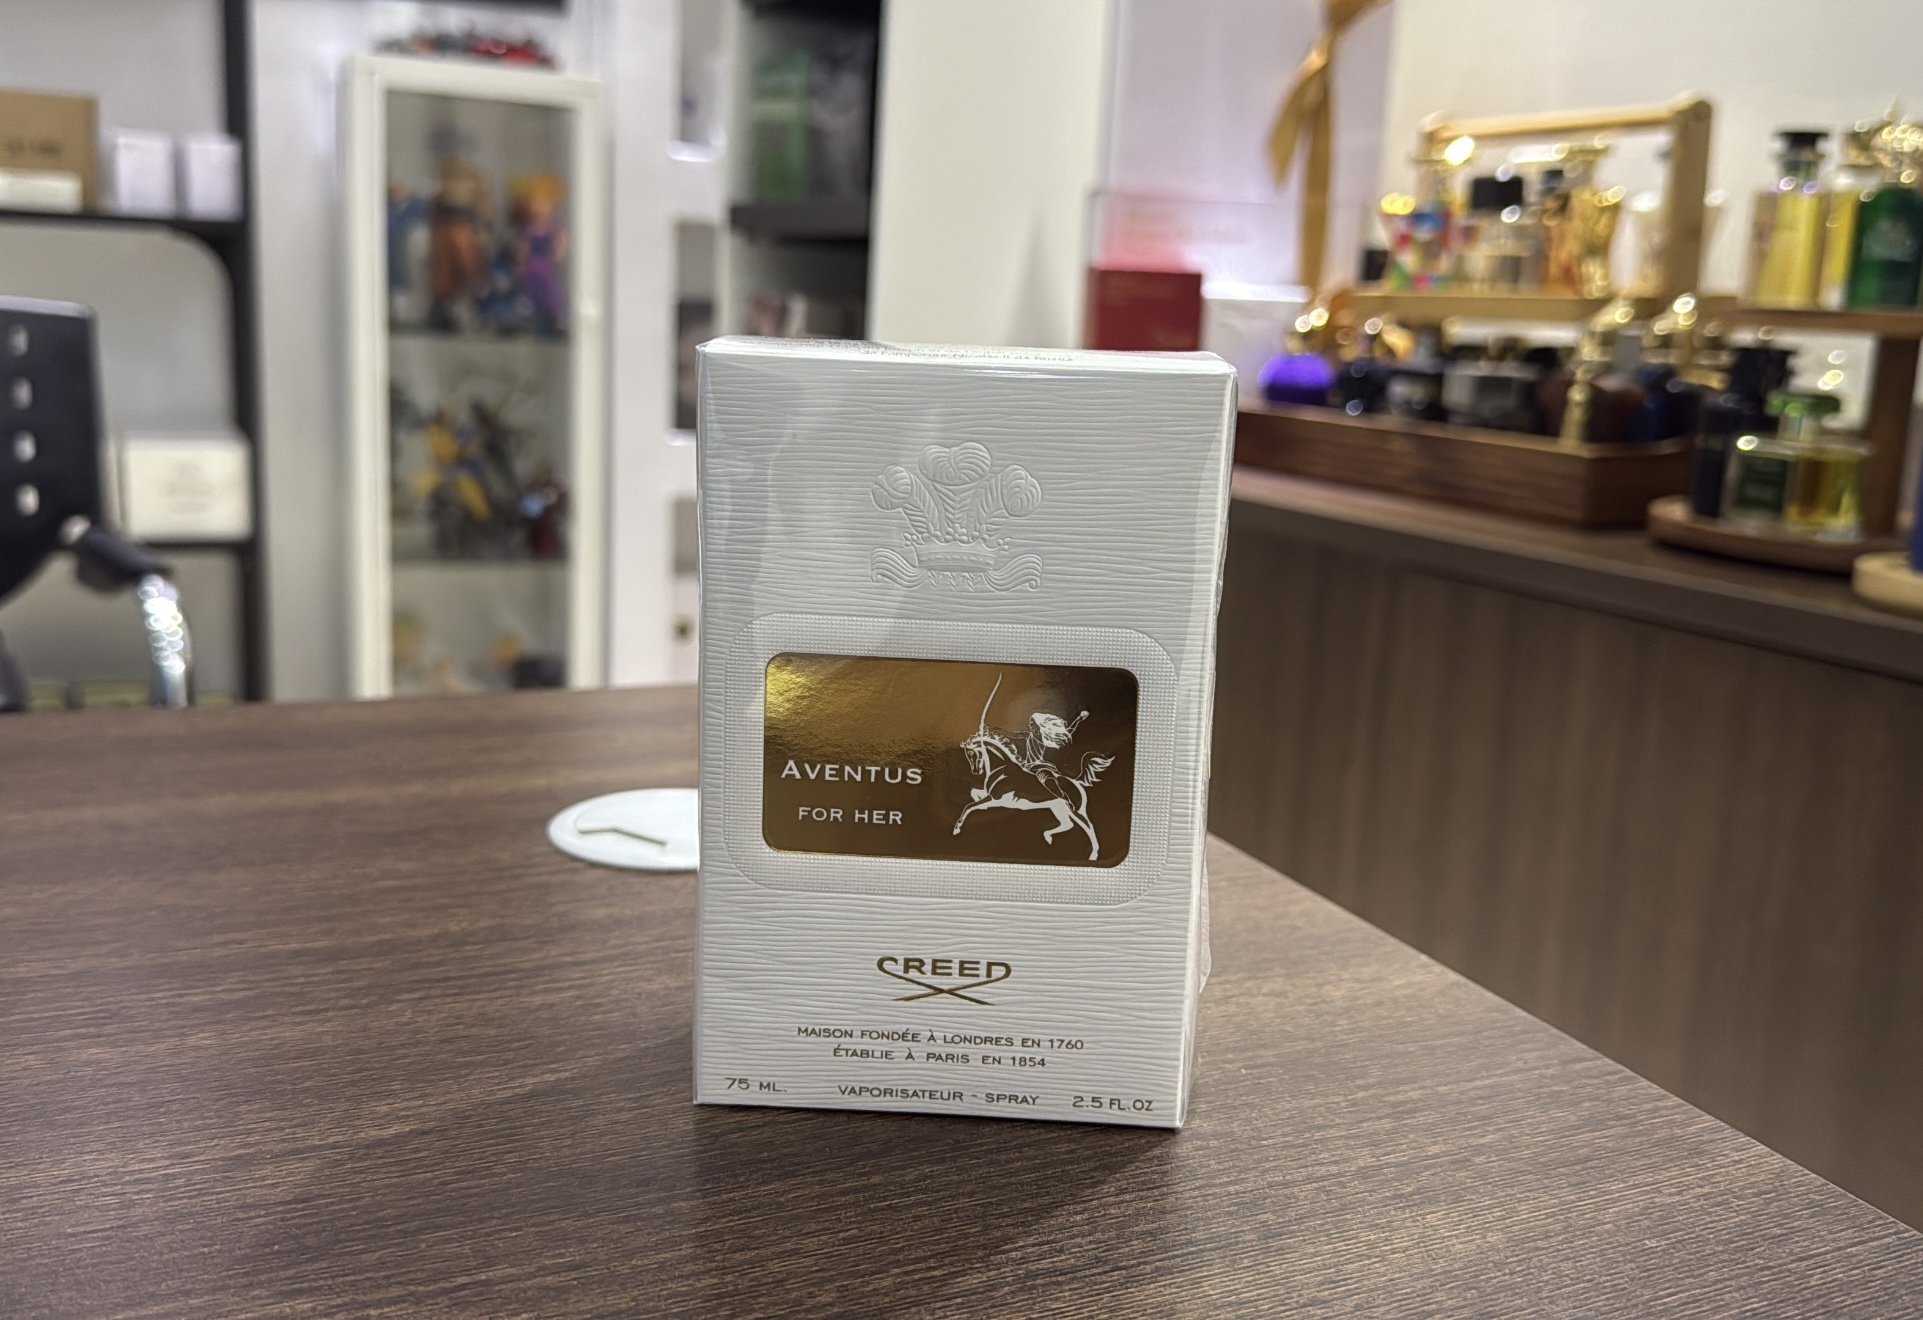 AVENTUS
FOR HER
CREED
MAISON FONDÉE À LONDRES EN 1760
ÉTABLIE À PARIS EN 1854
75 ML. VAPORISATEUR - SPRAY 2.5 FL.OZ